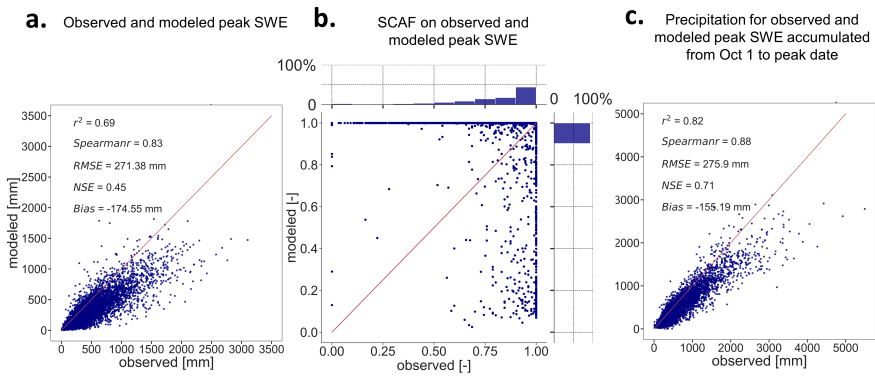 a.
Observed and modeled peak SWE
3500
3000
2500
2000
1500
1000
500
0
modeled [mm]
r² = 0.69
Spearmanr = 0.83
RMSE = 271.38 mm
NSE = 0.45
Bias = -174.55 mm
0 500 1000 1500 2000 2500 3000 3500
observed [mm]
b.
SCAF on observed and
modeled peak SWE
100%
0
0 100%
1.0
0.8
0.6
0.4
0.2
0.0
modeled [-]
0.00 0.25 0.50 0.75 1.00
observed [-]
c.
Precipitation for observed and
modeled peak SWE accumulated
from Oct 1 to peak date
5000
4000
3000
2000
1000
0
r² = 0.82
Spearmanr = 0.88
RMSE = 275.9 mm
NSE = 0.71
Bias = -155.19 mm
0 1000 2000 3000 4000 5000
observed [mm]